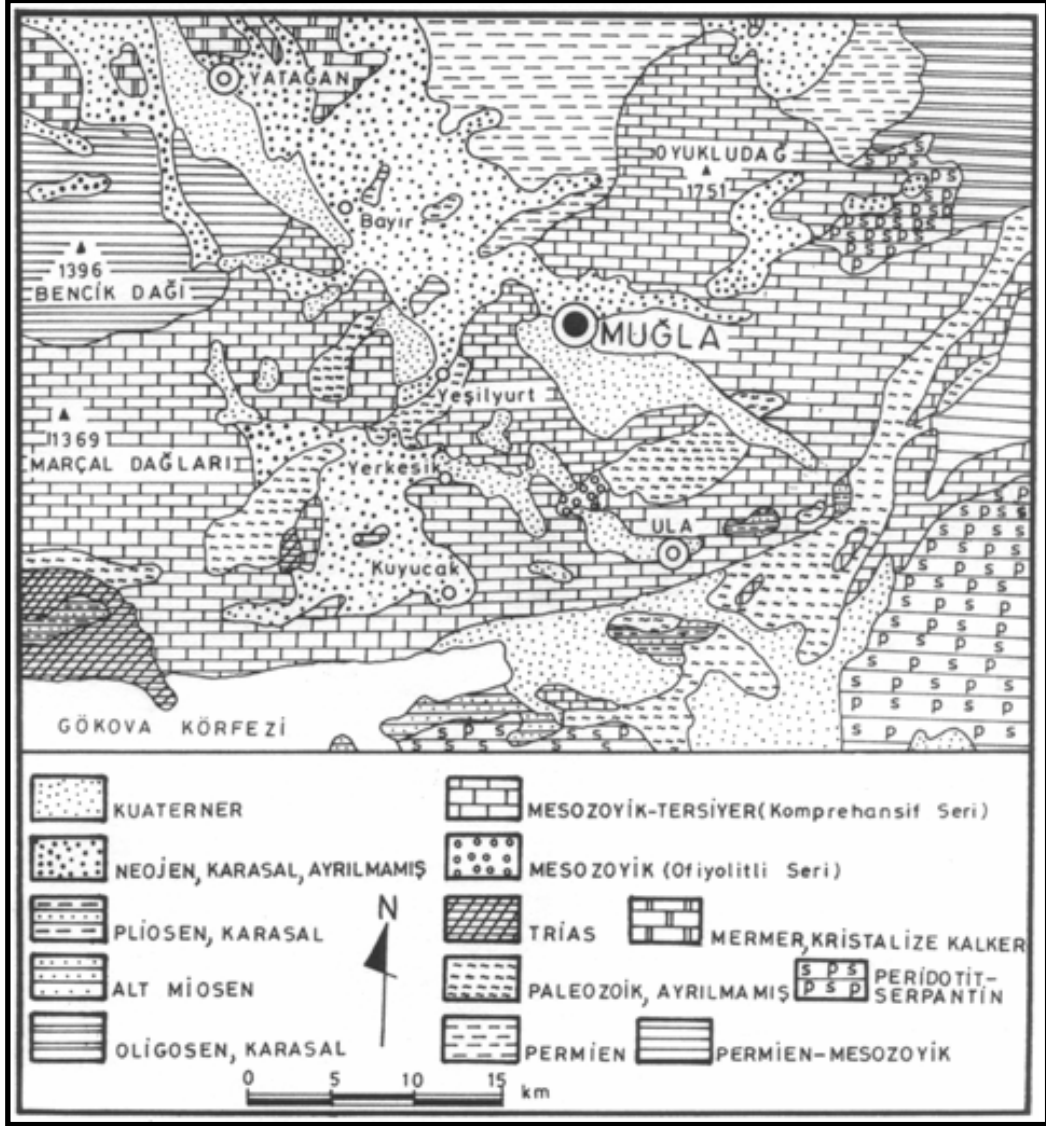 YATAĞAN
OYUKLUDAĞ
1751
Bayır
1396
BENCİK DAĞI
MUĞLA
Yeşilyurt
1369
MARÇAL DAĞLARI
Yerkesik
ULA
Kuyucak
GÖKOVA KÖRFEZİ
KUATERNER
NEOJEN, KARASAL, AYRILMAMIŞ
PLİOSEN, KARASAL
ALT MİOSEN
OLİGOSEN, KARASAL
N
MESOZOYİK-TERSİYER (Komprehansif Seri)
MESOZOYİK (Ofiyolitli Seri)
TRİAS
MERMER, KRİSTALİZE KALKER
PALEOZOİK, AYRILMAMIŞ
PERİDOTİT-
SERPANTİN
PERMİEN
PERMİEN-MESOZOYİK
0 5 10 15 km